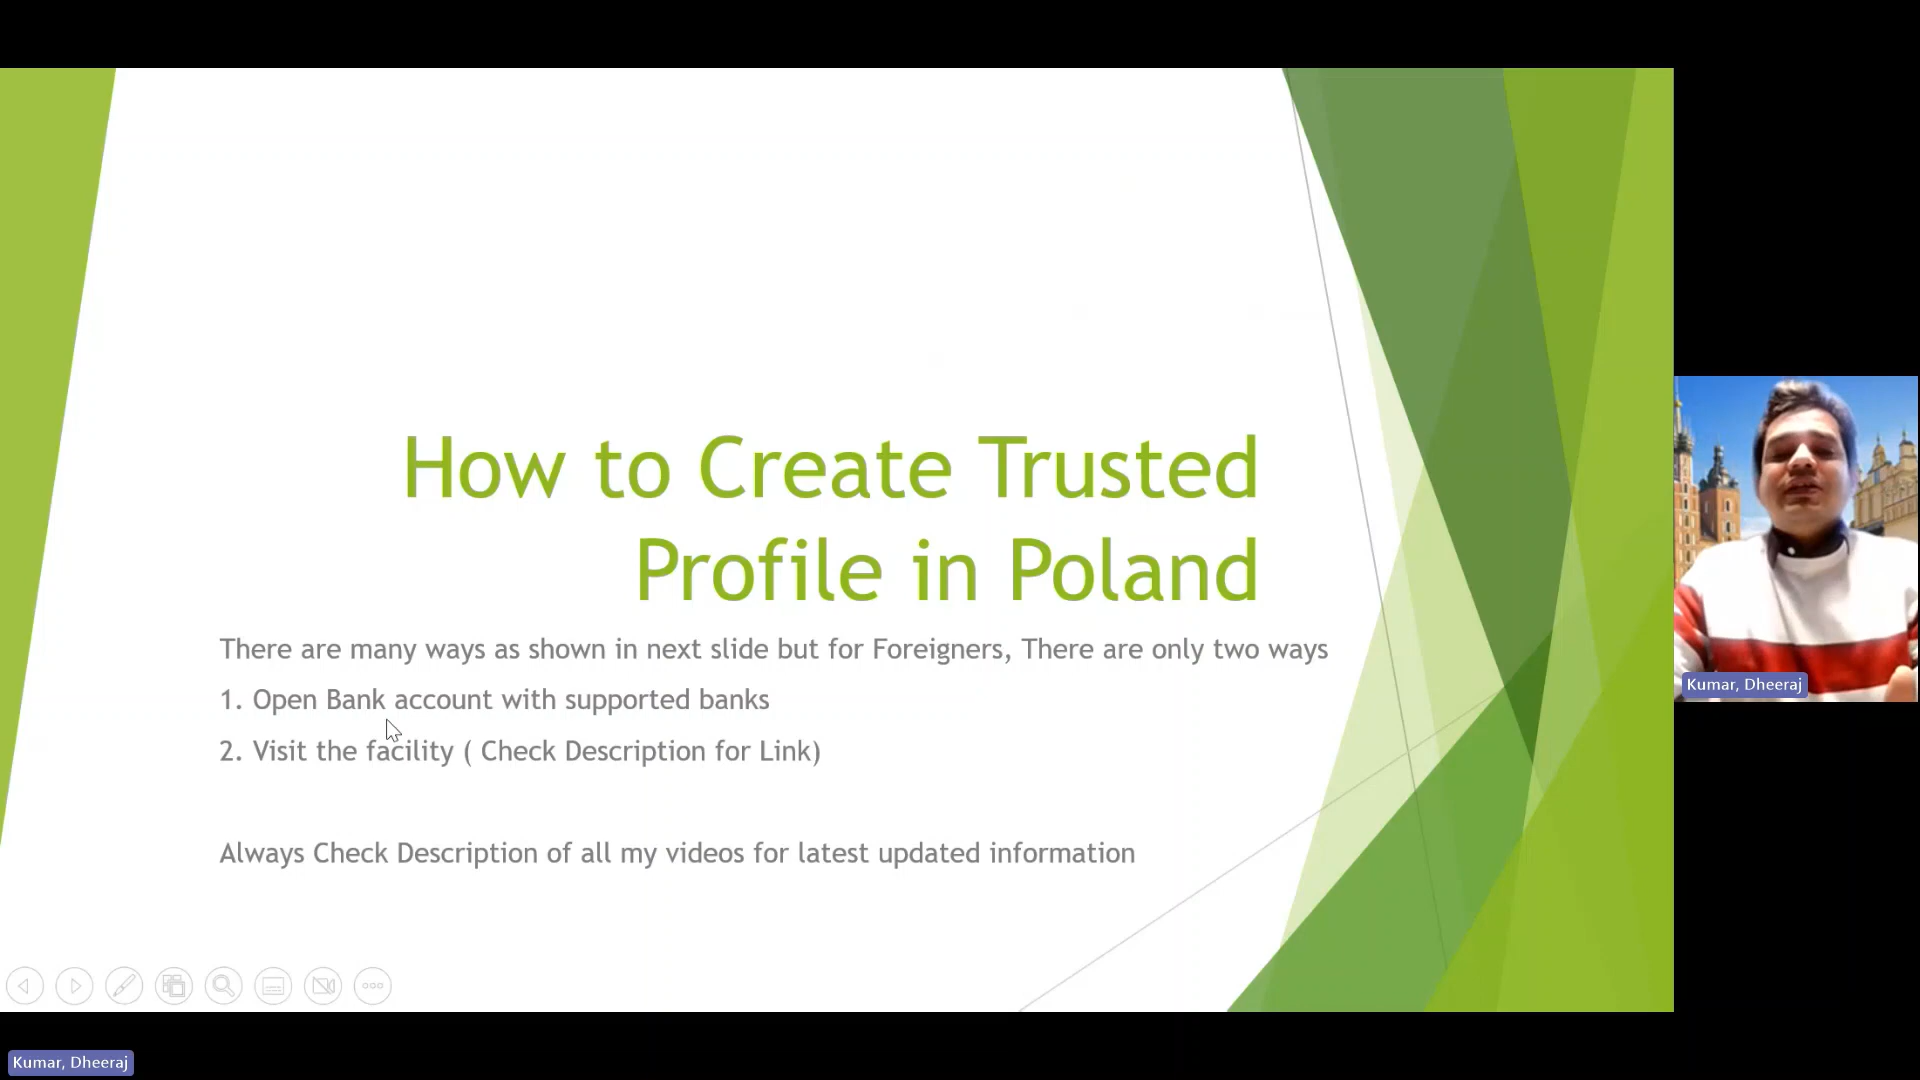 How to Create Trusted
Profile in Poland
There are many ways as shown in next slide but for Foreigners, There are only two ways
1. Open Bank account with supported banks
2. Visit the facility ( Check Description for Link)
Always Check Description of all my videos for latest updated information
Kumar, Dheeraj
Kumar, Dheeraj